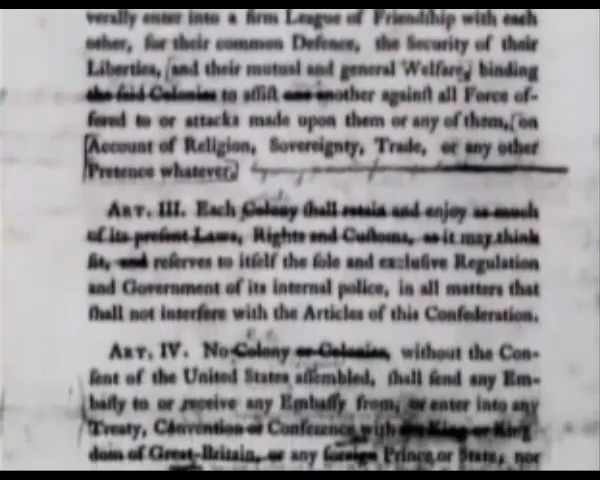 verally enter into a firm League of Friendship with each
other, for their common Defence, the Security of their
Liberties, [and their mutual and general Welfare,] binding
the said Colonies to aſſiſt one another againſt all Force of-
fered to or attacks made upon them or any of them, [on
Account of Religion, Sovereignty, Trade, or any other
Pretence whatever.]
ART. III. Each Colony ſhall retain and enjoy as much
of its preſent Laws, Rights and Cuſtoms, as it may think
fit, and reſerves to itſelf the ſole and excluſive Regulation
and Government of its internal police, in all matters that
ſhall not interfere with the Articles of this Confederation.
ART. IV. No Colony or Colonies, without the Con-
ſent of the United States aſſembled, ſhall ſend any Em-
baſſy to or receive any Embaſſy from, or enter into any
Treaty, Convention or Conference with the King or King-
dom of Great-Britain, or any foreign Prince or State, nor